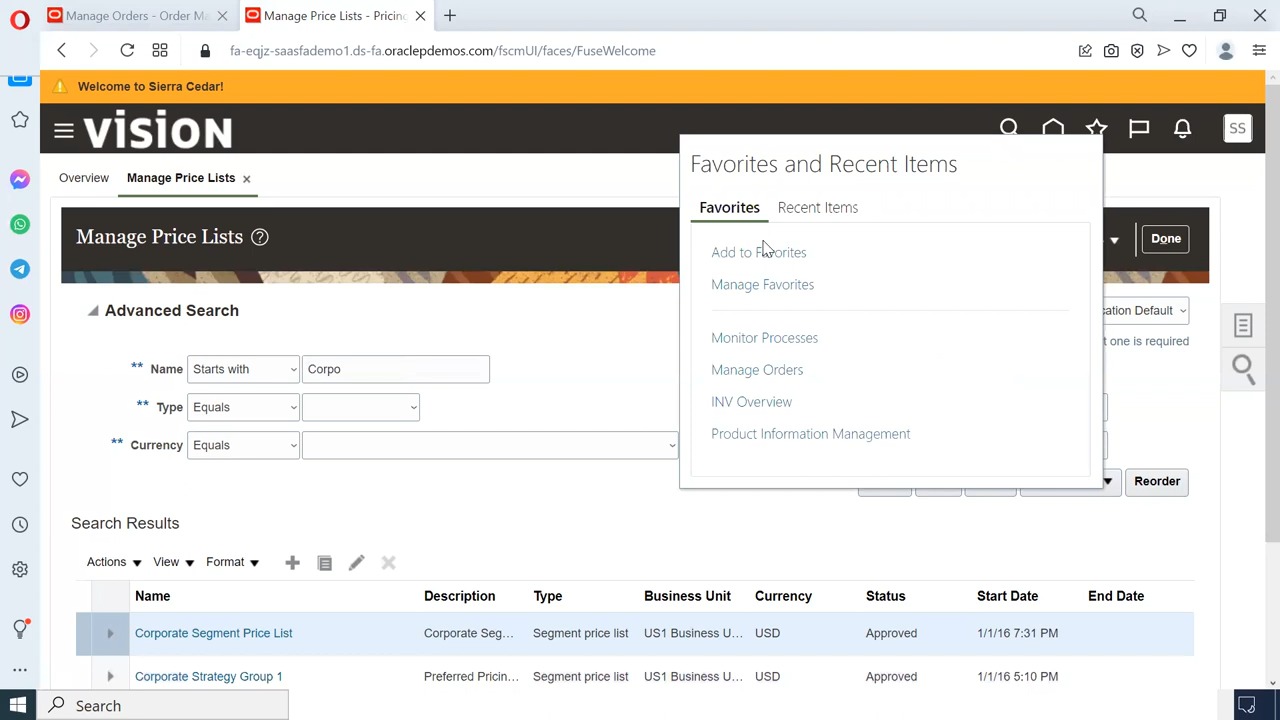 Manage Orders - Order Ma
Manage Price Lists - Pricing
fa-eqjz-saasfademo1.ds-fa.oraclepdemos.com/fscmUI/faces/FuseWelcome
Welcome to Sierra Cedar!
VISION
SS
Overview
Manage Price Lists
Favorites and Recent Items
Favorites
Recent Items
Manage Price Lists
Done
Add to Favorites
Manage Favorites
Advanced Search
cation Default
t one is required
Monitor Processes
** Name Starts with Corpo
Manage Orders
** Type Equals
INV Overview
** Currency Equals
Product Information Management
Reorder
Search Results
Actions View Format
Name Description Type Business Unit Currency Status Start Date End Date
Corporate Segment Price List Corporate Seg... Segment price list US1 Business U... USD Approved 1/1/16 7:31 PM
Corporate Strategy Group 1 Preferred Pricin... Segment price list US1 Business U... USD Approved 1/1/16 5:10 PM
Search